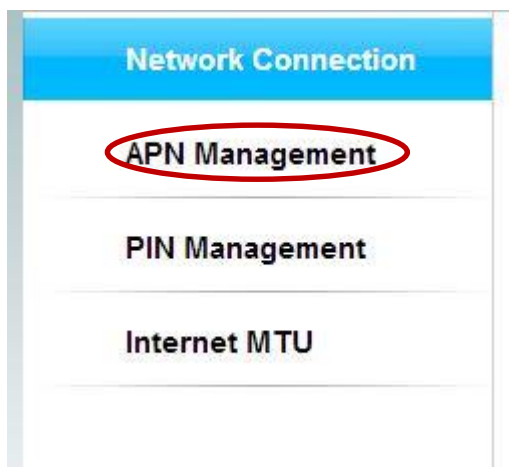 Network Connection
APN Management
PIN Management
Internet MTU